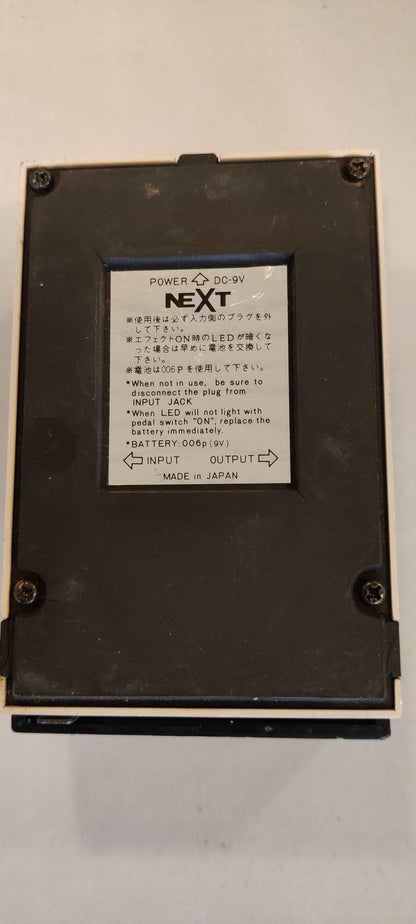 POWER ⇧ DC-9V
NEXT
※使用後は必ず入力側のプラグを外
して下さい。
※エフェクトON時のLEDが暗くな
った場合は早めに電池を交換して
下さい。
※電池は006Pを使用して下さい。
*When not in use, be sure to
disconnect the plug from
INPUT JACK
*When LED will not light with
pedal switch "ON", replace the
battery immediately.
*BATTERY:006p(9V)
⇦ INPUT OUTPUT ⇨
MADE in JAPAN